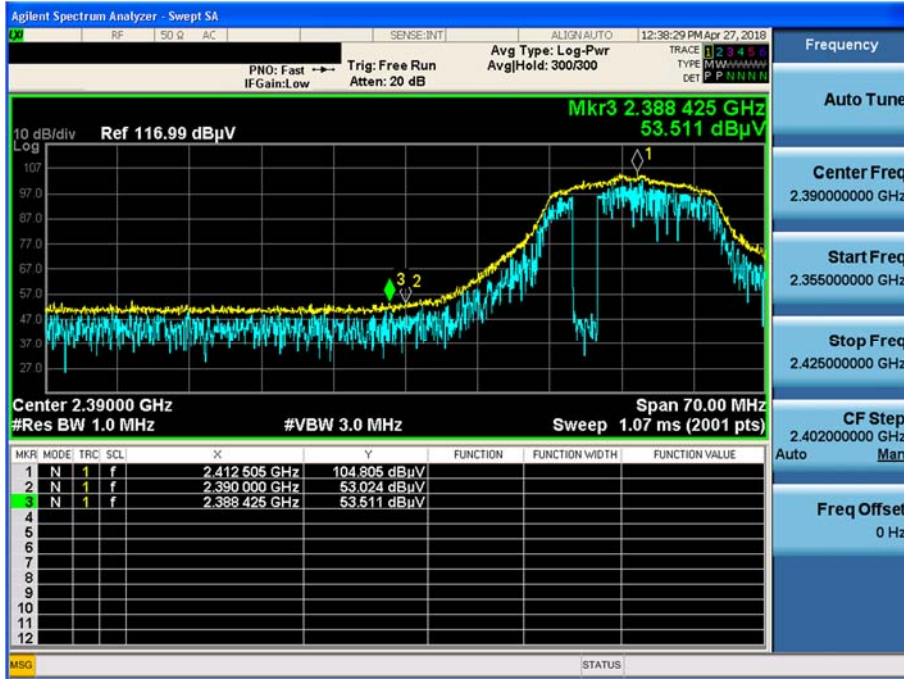 Agilent Spectrum Analyzer - Swept SA
LXI RF 50 Ω AC SENSE:INT ALIGN AUTO 12:38:29 PM Apr 27, 2018
PNO: Fast
IFGain:Low
Trig: Free Run
Atten: 20 dB
Avg Type: Log-Pwr
Avg|Hold: 300/300
TRACE 1 2 3 4 5 6
TYPE M W
DET P P N N N N
Mkr3 2.388 425 GHz
53.511 dBµV
10 dB/div Ref 116.99 dBµV
Log
107
97.0
87.0
77.0
67.0
57.0
47.0
37.0
27.0
1
3 2
Center 2.39000 GHz Span 70.00 MHz
#Res BW 1.0 MHz #VBW 3.0 MHz Sweep 1.07 ms (2001 pts)
MKR MODE TRC SCL X Y FUNCTION FUNCTION WIDTH FUNCTION VALUE
1 N 1 f 2.412 505 GHz 104.805 dBµV
2 N 1 f 2.390 000 GHz 53.024 dBµV
3 N 1 f 2.388 425 GHz 53.511 dBµV
4
5
6
7
8
9
10
11
12
MSG STATUS
Frequency
Auto Tune
Center Freq
2.390000000 GHz
Start Freq
2.355000000 GHz
Stop Freq
2.425000000 GHz
CF Step
2.402000000 GHz
Auto Man
Freq Offset
0 Hz